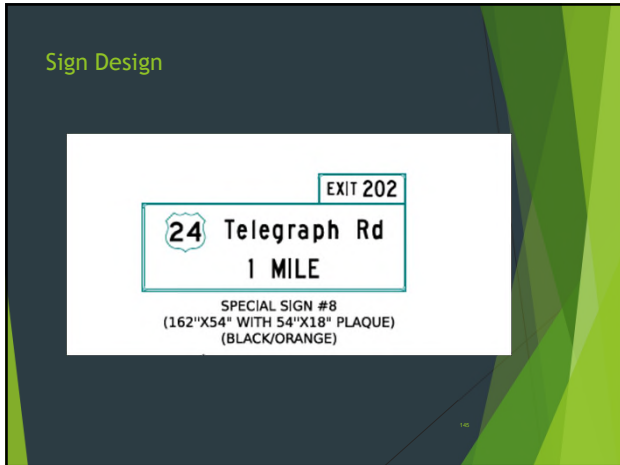 Sign Design
EXIT 202
24 Telegraph Rd
1 MILE
SPECIAL SIGN #8
(162"X54" WITH 54"X18" PLAQUE)
(BLACK/ORANGE)
145